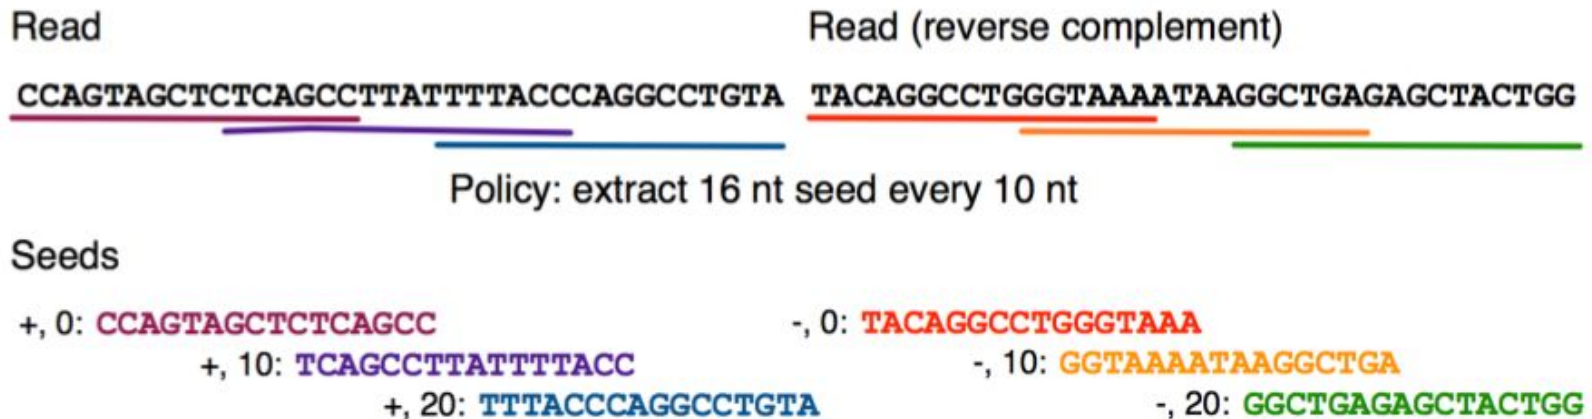 Read Read (reverse complement)
CCAGTAGCTCTCAGCCTTATTTTACCCAGGCCTGTA TACAGGCCTGGGTAAAATAAGGCTGAGAGCTACTGG
Policy: extract 16 nt seed every 10 nt
Seeds
+, 0: CCAGTAGCTCTCAGCC -, 0: TACAGGCCTGGGTAAA
+, 10: TCAGCCTTATTTTACC -, 10: GGTAAAATAAGGCTGA
+, 20: TTTACCCAGGCCTGTA -, 20: GGCTGAGAGCTACTGG